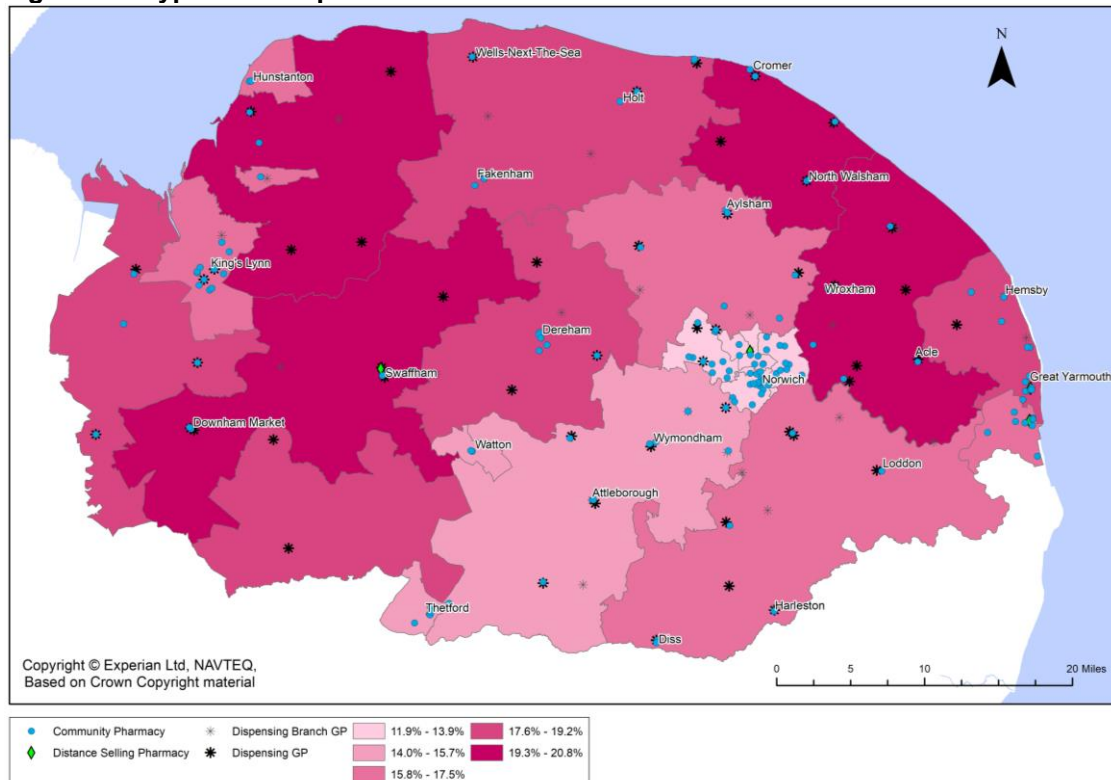 N
Wells-Next-The-Sea
Cromer
Hunstanton
Holt
Fakenham
North Walsham
Aylsham
King's Lynn
Wroxham
Hemsby
Dereham
Acle
Swaffham
Norwich
Great Yarmouth
Downham Market
Watton
Wymondham
Loddon
Attleborough
Thetford
Harleston
Diss
Copyright © Experian Ltd, NAVTEQ,
Based on Crown Copyright material
0 5 10 20 Miles
Community Pharmacy
Distance Selling Pharmacy
Dispensing Branch GP
Dispensing GP
11.9% - 13.9%
14.0% - 15.7%
15.8% - 17.5%
17.6% - 19.2%
19.3% - 20.8%